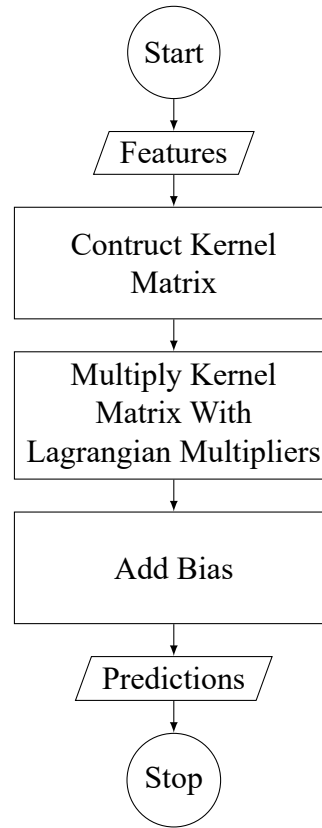 Start
Features
Contruct Kernel
Matrix
Multiply Kernel
Matrix With
Lagrangian Multipliers
Add Bias
Predictions
Stop